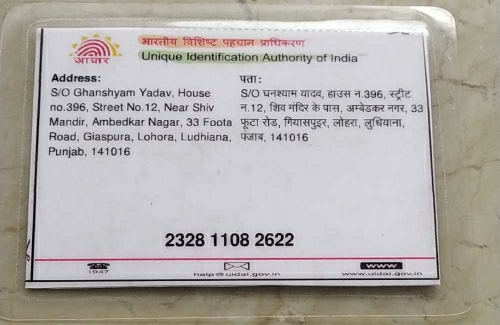 भारतीय विशिष्ट पहचान प्राधिकरण
Unique Identification Authority of India
आधार
Address:
S/O Ghanshyam Yadav, House
no.396, Street No.12, Near Shiv
Mandir, Ambedkar Nagar, 33 Foota
Road, Giaspura, Lohora, Ludhiana,
Punjab, 141016
पता:
S/O घनश्याम यादव, हाउस न.396, स्ट्रीट
न.12, शिव मंदिर के पास, अम्बेडकर नगर, 33
फूटा रोड, गियासपुइर, लोहरा, लुधियाना,
पंजाब, 141016
2328 1108 2622
1947
help@uidai.gov.in
www
www.uidai.gov.in